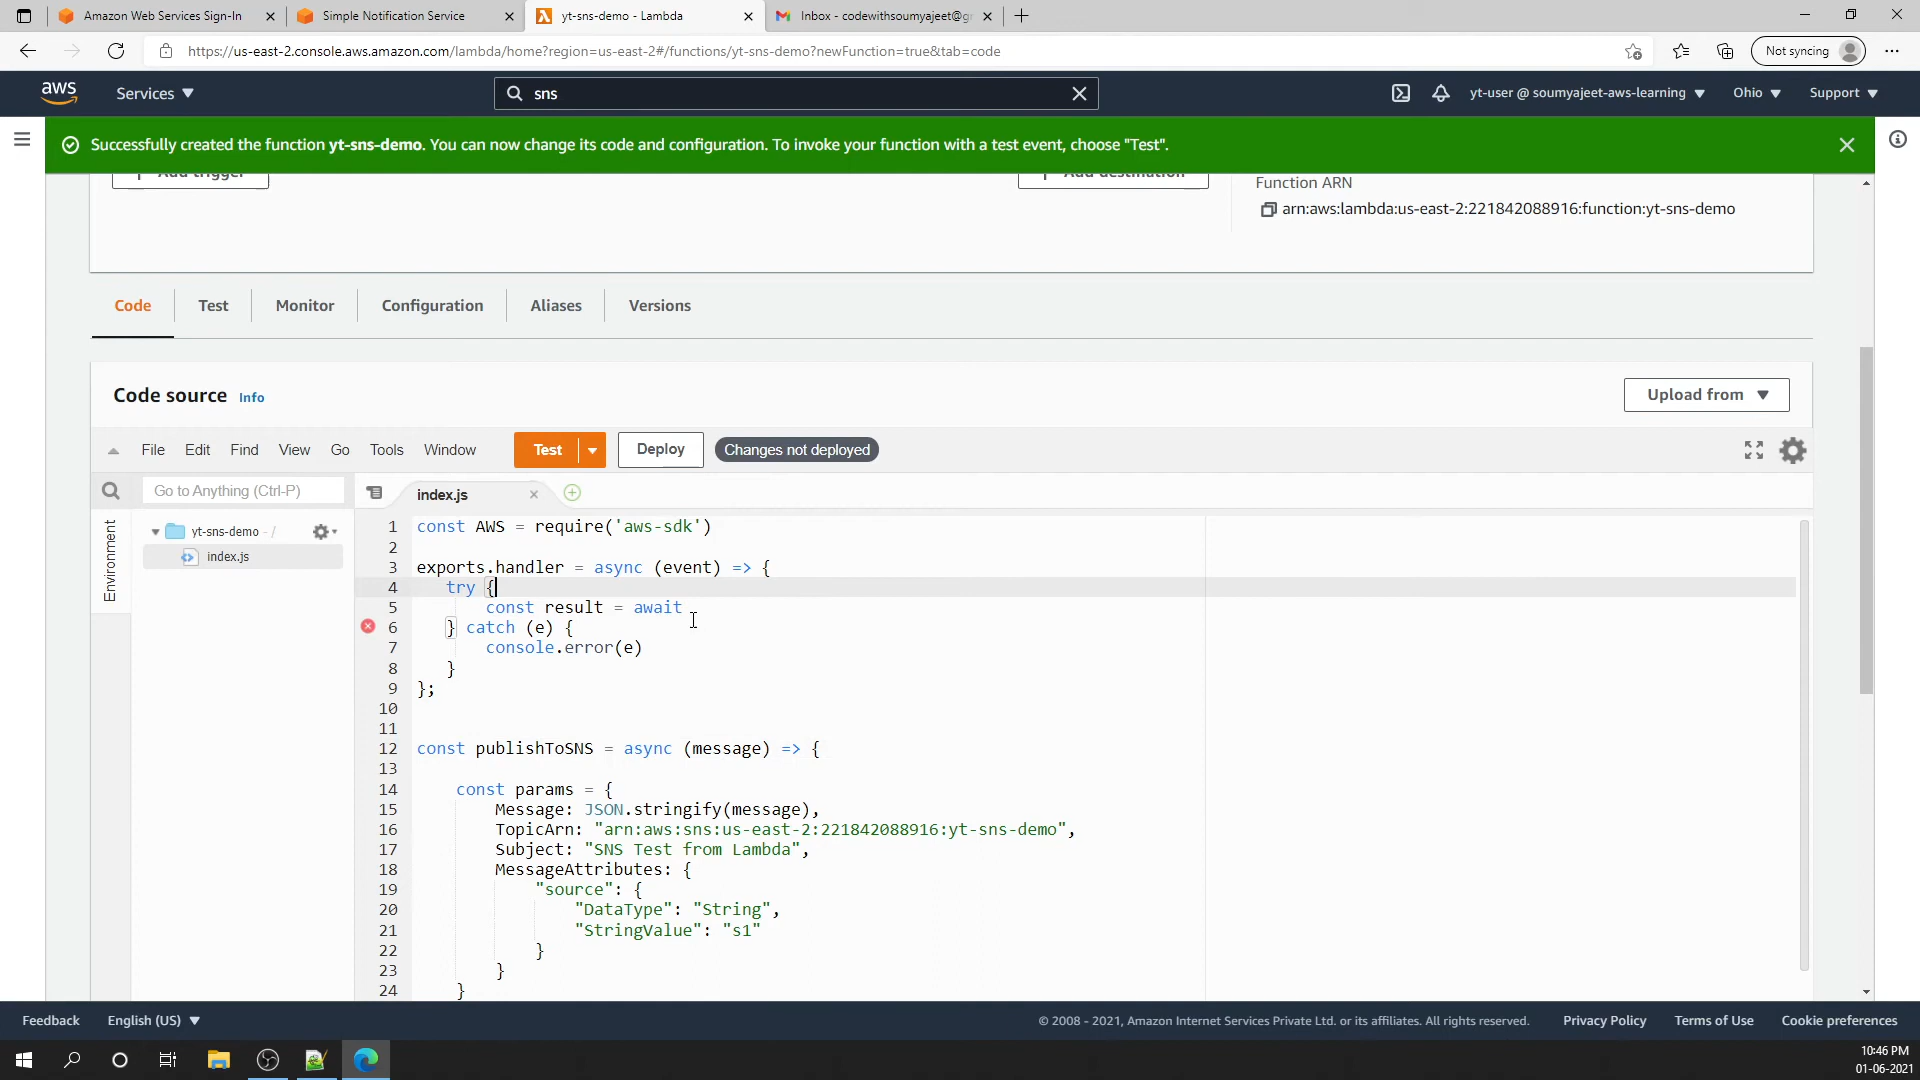 Amazon Web Services Sign-In
Simple Notification Service
yt-sns-demo - Lambda
Inbox - codewithsoumyajeet@gr
https://us-east-2.console.aws.amazon.com/lambda/home?region=us-east-2#/functions/yt-sns-demo?newFunction=true&tab=code
Not syncing
aws
Services
sns
yt-user @ soumyajeet-aws-learning
Ohio
Support
Successfully created the function yt-sns-demo. You can now change its code and configuration. To invoke your function with a test event, choose "Test".
Add trigger
Add destination
Function ARN
arn:aws:lambda:us-east-2:221842088916:function:yt-sns-demo
Code
Test
Monitor
Configuration
Aliases
Versions
Code source
Info
Upload from
File
Edit
Find
View
Go
Tools
Window
Test
Deploy
Changes not deployed
Go to Anything (Ctrl-P)
index.js
Environment
yt-sns-demo - /
index.js
1 const AWS = require('aws-sdk')
2
3 exports.handler = async (event) => {
4 try {
5 const result = await
6 } catch (e) {
7 console.error(e)
8 }
9 };
10
11
12 const publishToSNS = async (message) => {
13
14 const params = {
15 Message: JSON.stringify(message),
16 TopicArn: "arn:aws:sns:us-east-2:221842088916:yt-sns-demo",
17 Subject: "SNS Test from Lambda",
18 MessageAttributes: {
19 "source": {
20 "DataType": "String",
21 "StringValue": "s1"
22 }
23 }
24 }
Feedback
English (US)
© 2008 - 2021, Amazon Internet Services Private Ltd. or its affiliates. All rights reserved.
Privacy Policy
Terms of Use
Cookie preferences
10:46 PM
01-06-2021